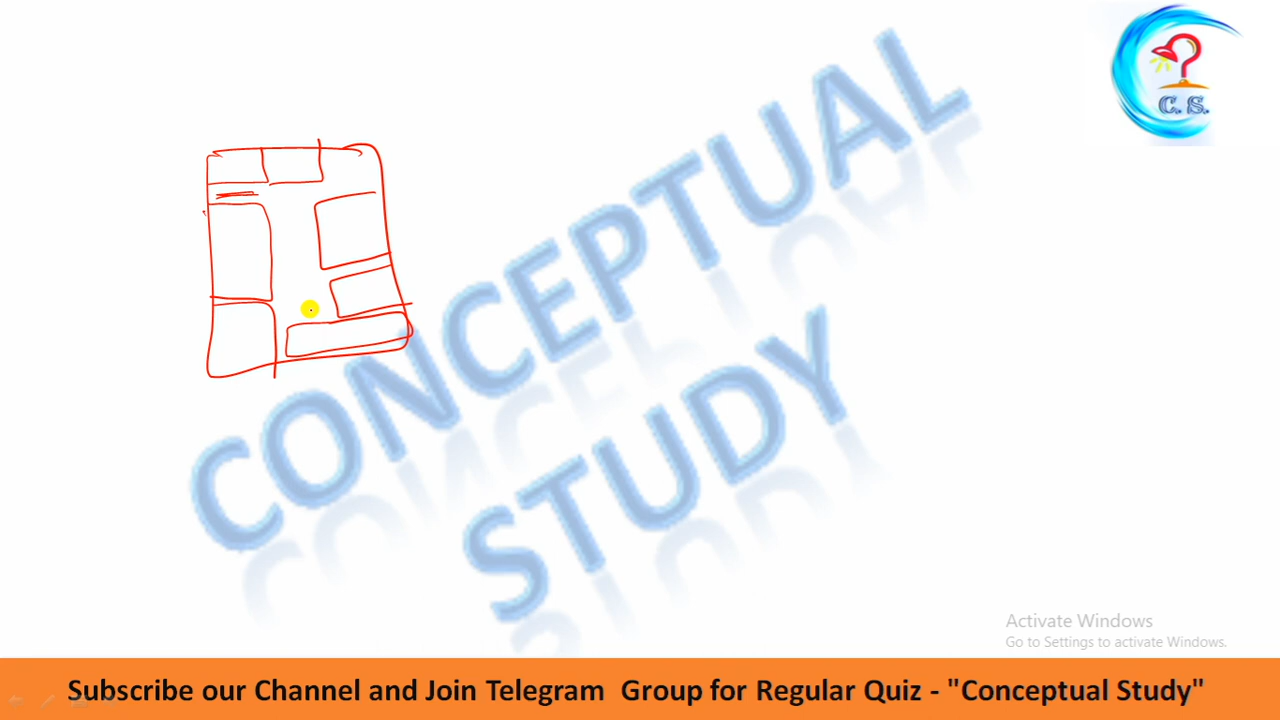 C. S.
CONCEPTUAL
STUDY
Activate Windows
Go to Settings to activate Windows.
Subscribe our Channel and Join Telegram  Group for Regular Quiz - "Conceptual Study"